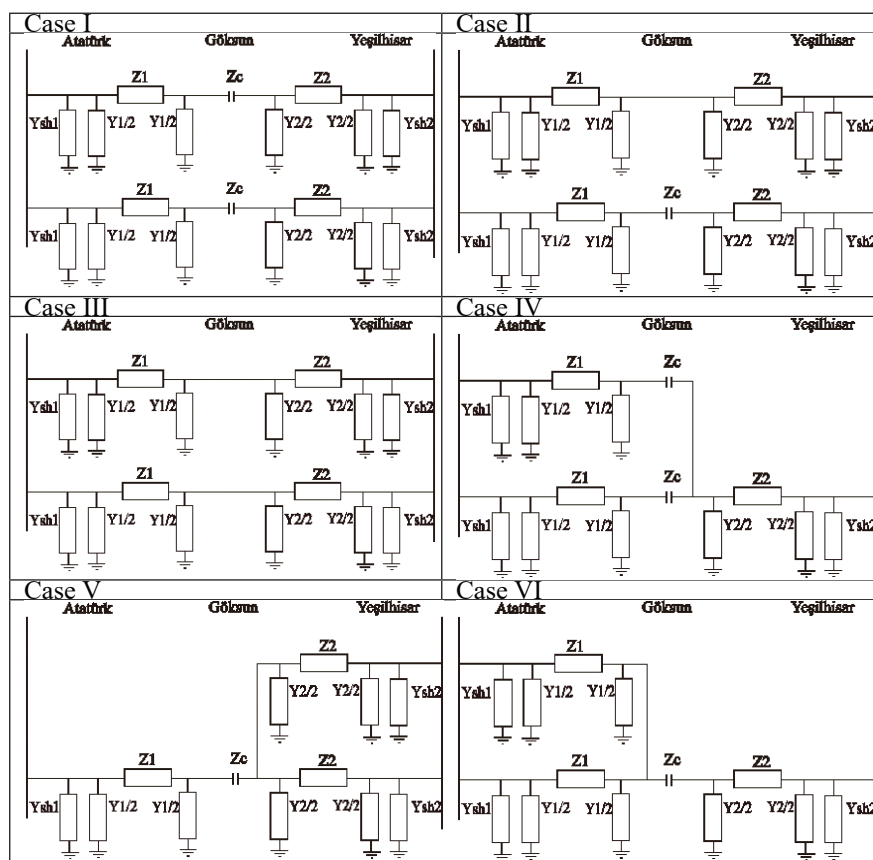 Case I
Atatürk Göksun Yeşilhisar
Z1 Zc Z2
Ysh1 Y1/2 Y1/2 Y2/2 Y2/2 Ysh2
Z1 Zc Z2
Ysh1 Y1/2 Y1/2 Y2/2 Y2/2 Ysh2
Case II
Atatürk Göksun Yeşilhisar
Z1 Z2
Ysh1 Y1/2 Y1/2 Y2/2 Y2/2 Ysh2
Z1 Zc Z2
Ysh1 Y1/2 Y1/2 Y2/2 Y2/2 Ysh2
Case III
Atatürk Göksun Yeşilhisar
Z1 Z2
Ysh1 Y1/2 Y1/2 Y2/2 Y2/2 Ysh2
Z1 Z2
Ysh1 Y1/2 Y1/2 Y2/2 Y2/2 Ysh2
Case IV
Atatürk Göksun Yeşilhisar
Z1 Zc
Ysh1 Y1/2 Y1/2
Z1 Zc Z2
Ysh1 Y1/2 Y1/2 Y2/2 Y2/2 Ysh2
Case V
Atatürk Göksun Yeşilhisar
Z2
Y2/2 Y2/2 Ysh2
Z1 Zc Z2
Ysh1 Y1/2 Y1/2 Y2/2 Y2/2 Ysh2
Case VI
Atatürk Göksun Yeşilhisar
Z1
Ysh1 Y1/2 Y1/2
Z1 Zc Z2
Ysh1 Y1/2 Y1/2 Y2/2 Y2/2 Ysh2